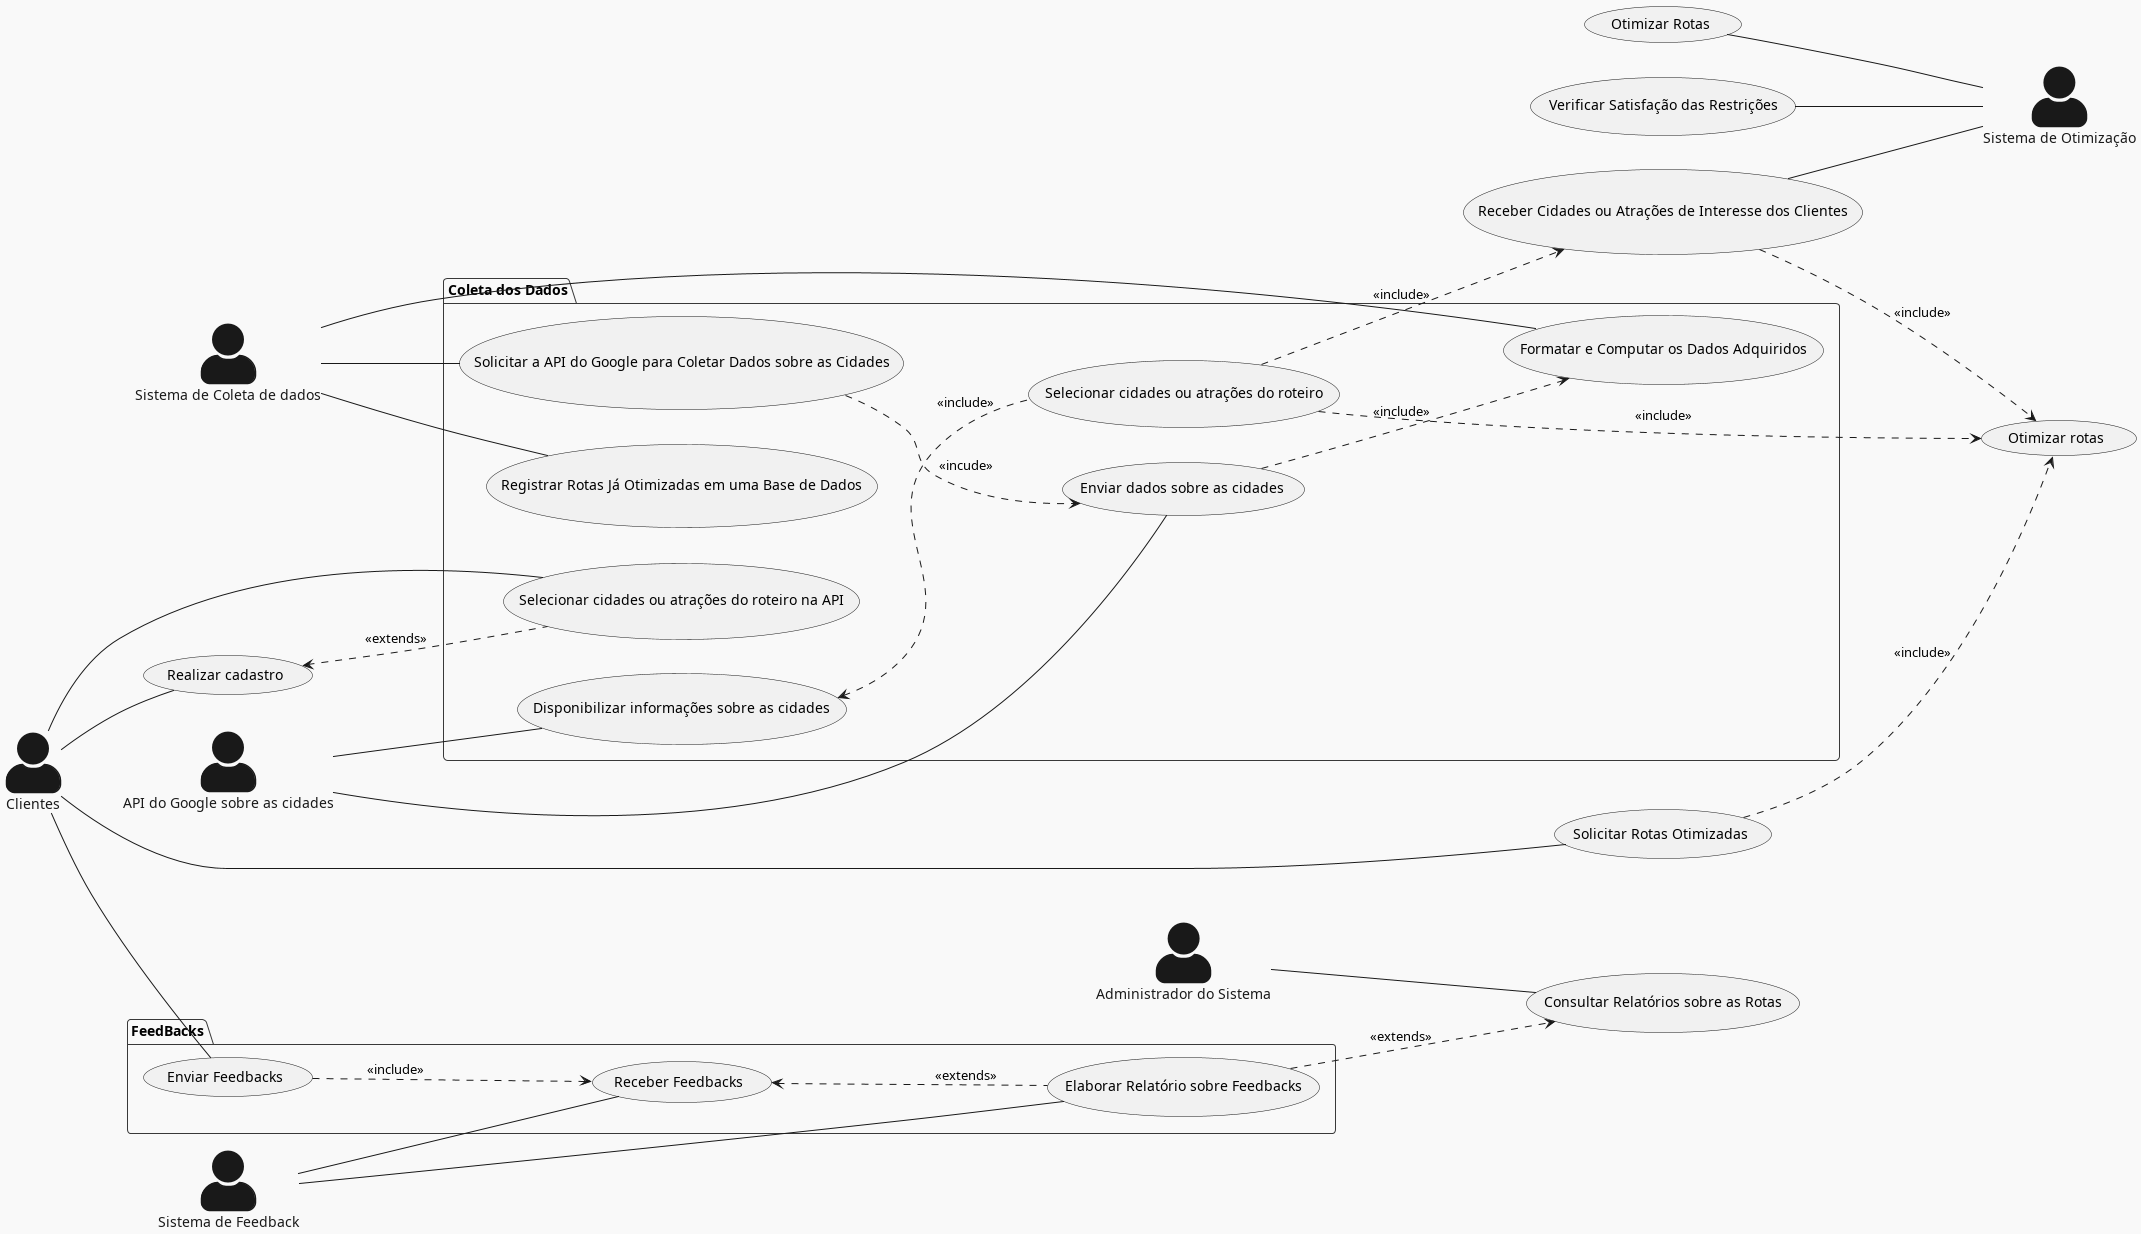 Otimizar Rotas
Verificar Satisfação das Restrições
Sistema de Otimização
Receber Cidades ou Atrações de Interesse dos Clientes
Coleta dos Dados
«include»
«include»
Formatar e Computar os Dados Adquiridos
Solicitar a API do Google para Coletar Dados sobre as Cidades
Sistema de Coleta de dados
Selecionar cidades ou atrações do roteiro
«include»
«include»
«include»
Otimizar rotas
«incude»
Registrar Rotas Já Otimizadas em uma Base de Dados
Enviar dados sobre as cidades
Selecionar cidades ou atrações do roteiro na API
«extends»
«include»
Realizar cadastro
Disponibilizar informações sobre as cidades
Clientes
API do Google sobre as cidades
Solicitar Rotas Otimizadas
Administrador do Sistema
Consultar Relatórios sobre as Rotas
FeedBacks
«extends»
Enviar Feedbacks
«include»
Receber Feedbacks
«extends»
Elaborar Relatório sobre Feedbacks
Sistema de Feedback